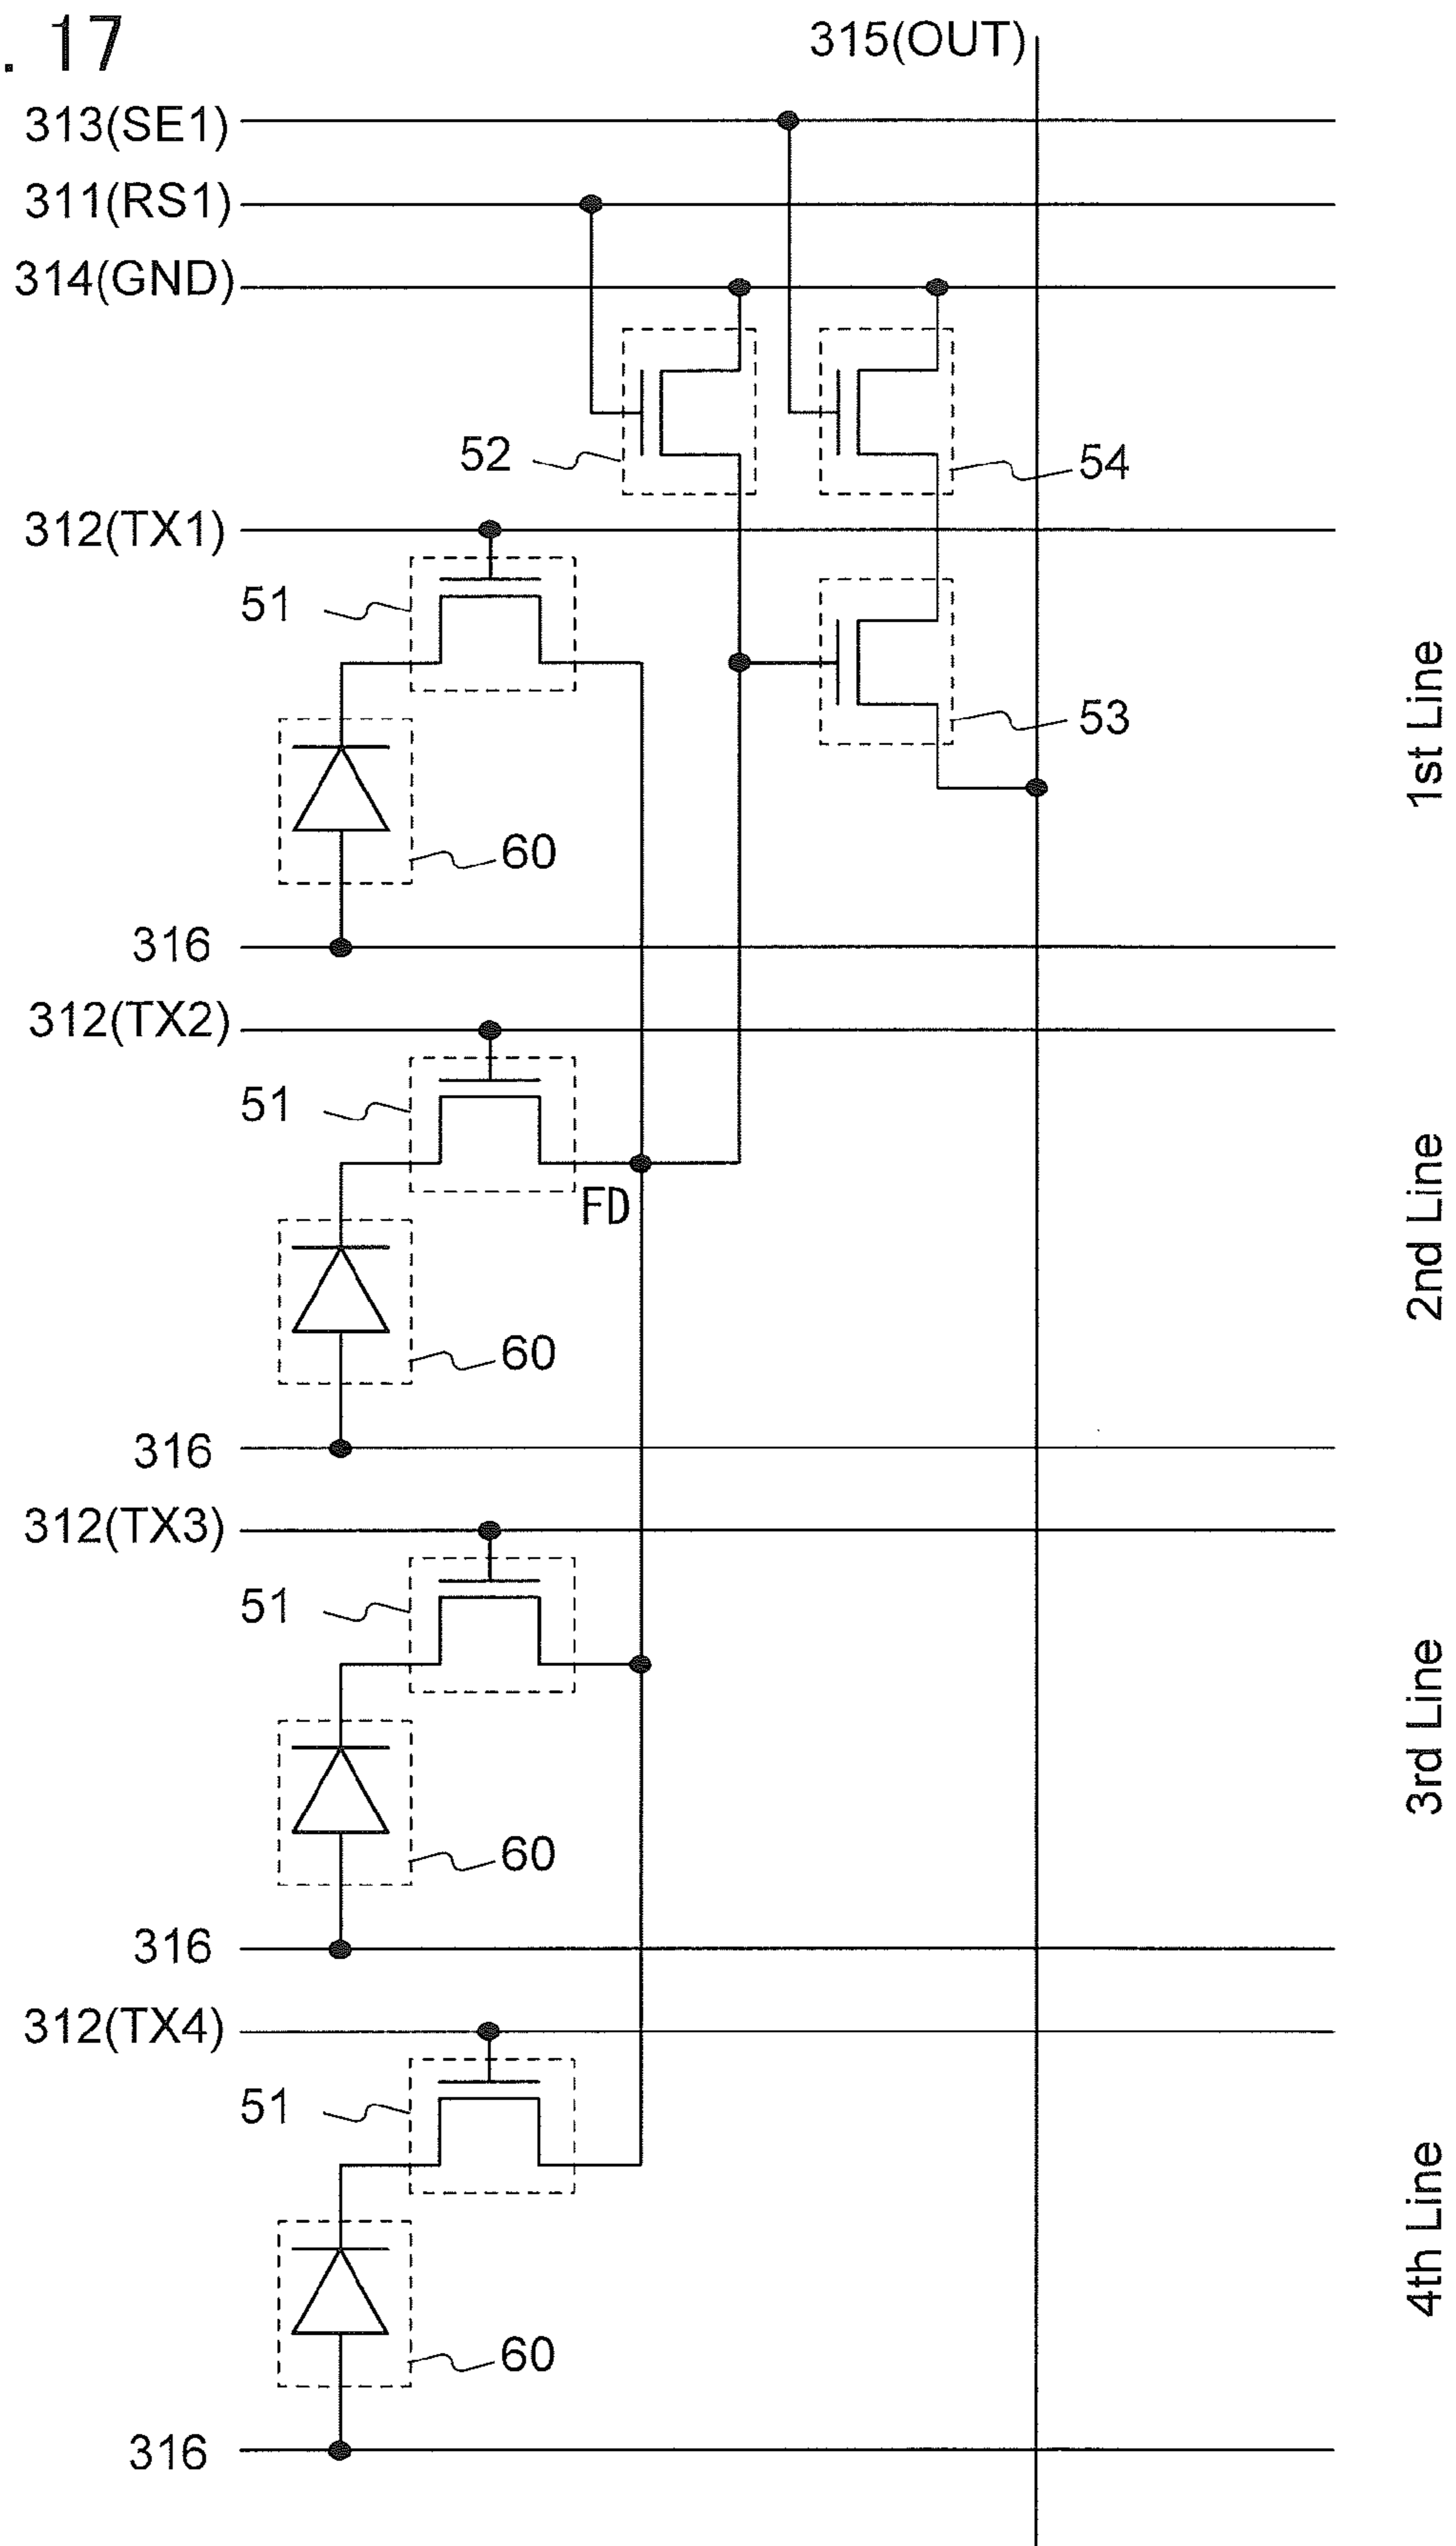 . 17
315(OUT)
313(SE1)
311(RS1)
314(GND)
52
54
312(TX1)
51
53
1st Line
60
316
312(TX2)
51
FD
2nd Line
60
316
312(TX3)
51
3rd Line
60
316
312(TX4)
51
4th Line
60
316